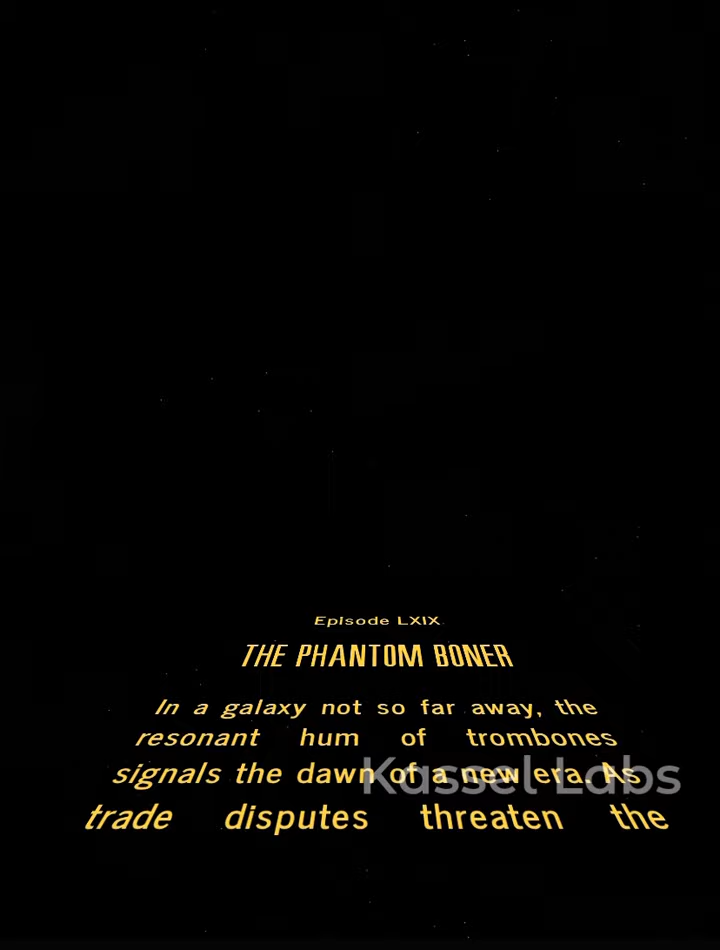 Episode LXIX
THE PHANTOM BONER
In a galaxy not so far away, the
resonant hum of trombones
signals the dawn of a new era. As
trade disputes threaten the
Kassel Labs